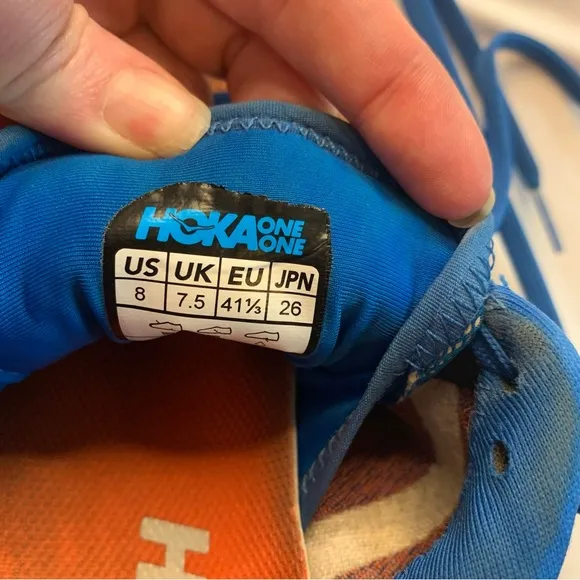 HOKA ONE ONE
US UK EU JPN
8 7.5 41⅓ 26
H